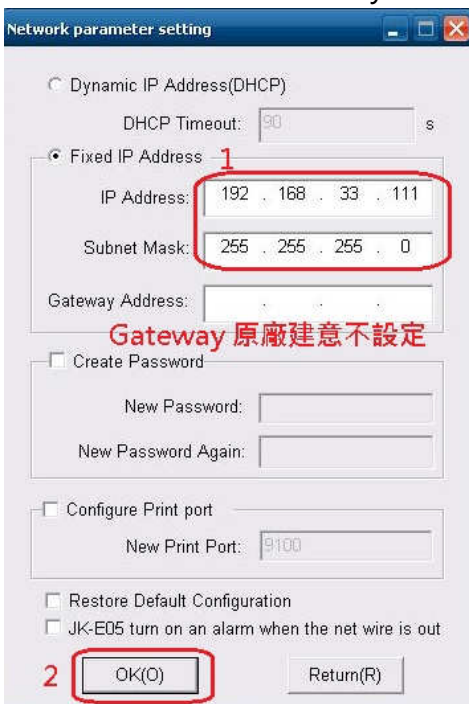 Network parameter setting
Dynamic IP Address(DHCP)
DHCP Timeout: 90 s
Fixed IP Address 1
IP Address: 192 . 168 . 33 . 111
Subnet Mask: 255 . 255 . 255 . 0
Gateway Address: . . .
Gateway 原廠建意不設定
Create Password
New Password:
New Password Again:
Configure Print port
New Print Port: 9100
Restore Default Configuration
JK-E05 turn on an alarm when the net wire is out
2 OK(O) Return(R)